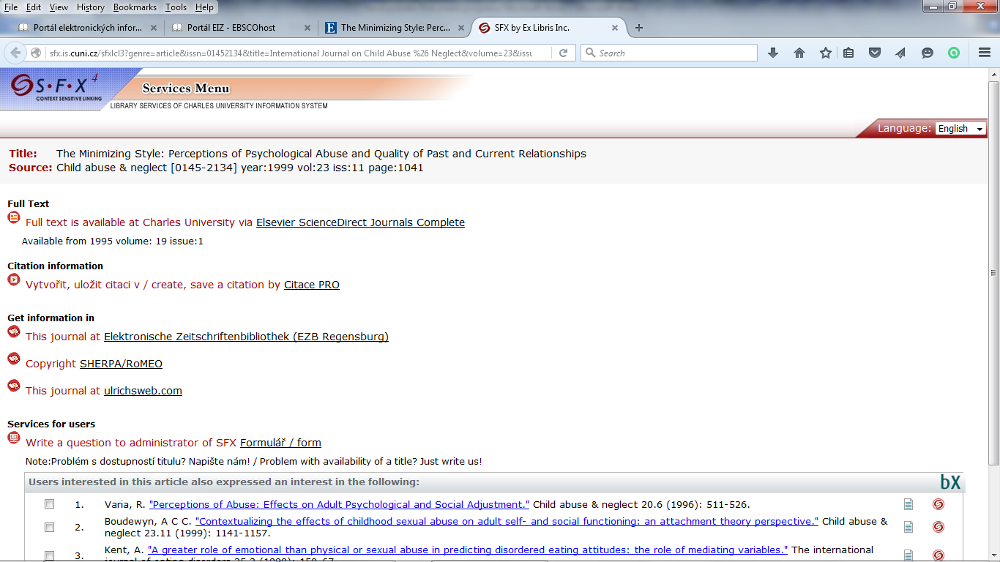 File Edit View History Bookmarks Tools Help
Portál elektronických infor... × Portál EIZ - EBSCOhost × The Minimizing Style: Perc... × SFX by Ex Libris Inc. ×
sfx.is.cuni.cz/sfxlcl3?genre=article&issn=01452134&title=International Journal on Child Abuse %26 Neglect&volume=23&issu
Search
S·F·X 4
CONTEXT SENSITIVE LINKING
Services Menu
LIBRARY SERVICES OF CHARLES UNIVERSITY INFORMATION SYSTEM
Language: English
Title: The Minimizing Style: Perceptions of Psychological Abuse and Quality of Past and Current Relationships
Source: Child abuse & neglect [0145-2134] year:1999 vol:23 iss:11 page:1041
Full Text
Full text is available at Charles University via Elsevier ScienceDirect Journals Complete
Available from 1995 volume: 19 issue:1
Citation information
Vytvořit, uložit citaci v / create, save a citation by Citace PRO
Get information in
This journal at Elektronische Zeitschriftenbibliothek (EZB Regensburg)
Copyright SHERPA/RoMEO
This journal at ulrichsweb.com
Services for users
Write a question to administrator of SFX Formulář / form
Note:Problém s dostupností titulu? Napište nám! / Problem with availability of a title? Just write us!
Users interested in this article also expressed an interest in the following: bX
1. Varia, R. "Perceptions of Abuse: Effects on Adult Psychological and Social Adjustment." Child abuse & neglect 20.6 (1996): 511-526.
2. Boudewyn, A C C. "Contextualizing the effects of childhood sexual abuse on adult self- and social functioning: an attachment theory perspective." Child abuse &
neglect 23.11 (1999): 1141-1157.
3. Kent, A. "A greater role of emotional than physical or sexual abuse in predicting disordered eating attitudes: the role of mediating variables." The international
journal of eating disorders 25.2 (1999): 159-67.